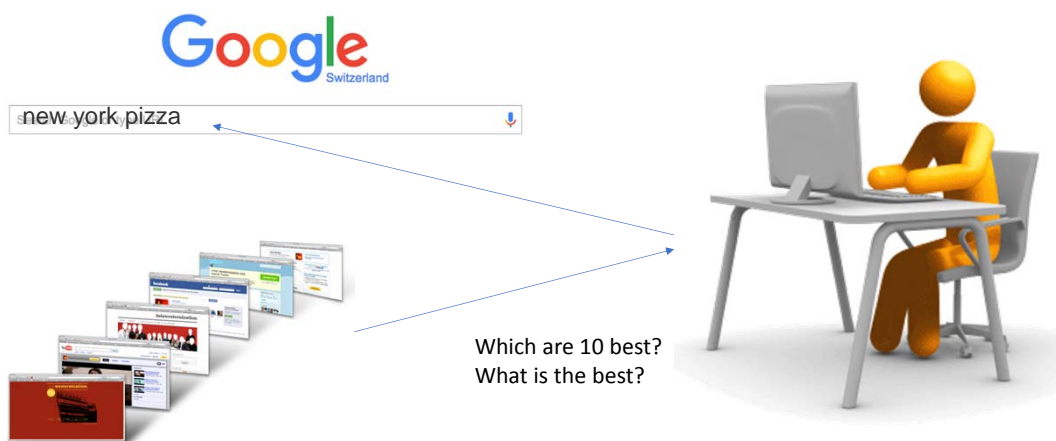 Google
Switzerland
new york pizza
Which are 10 best?
What is the best?